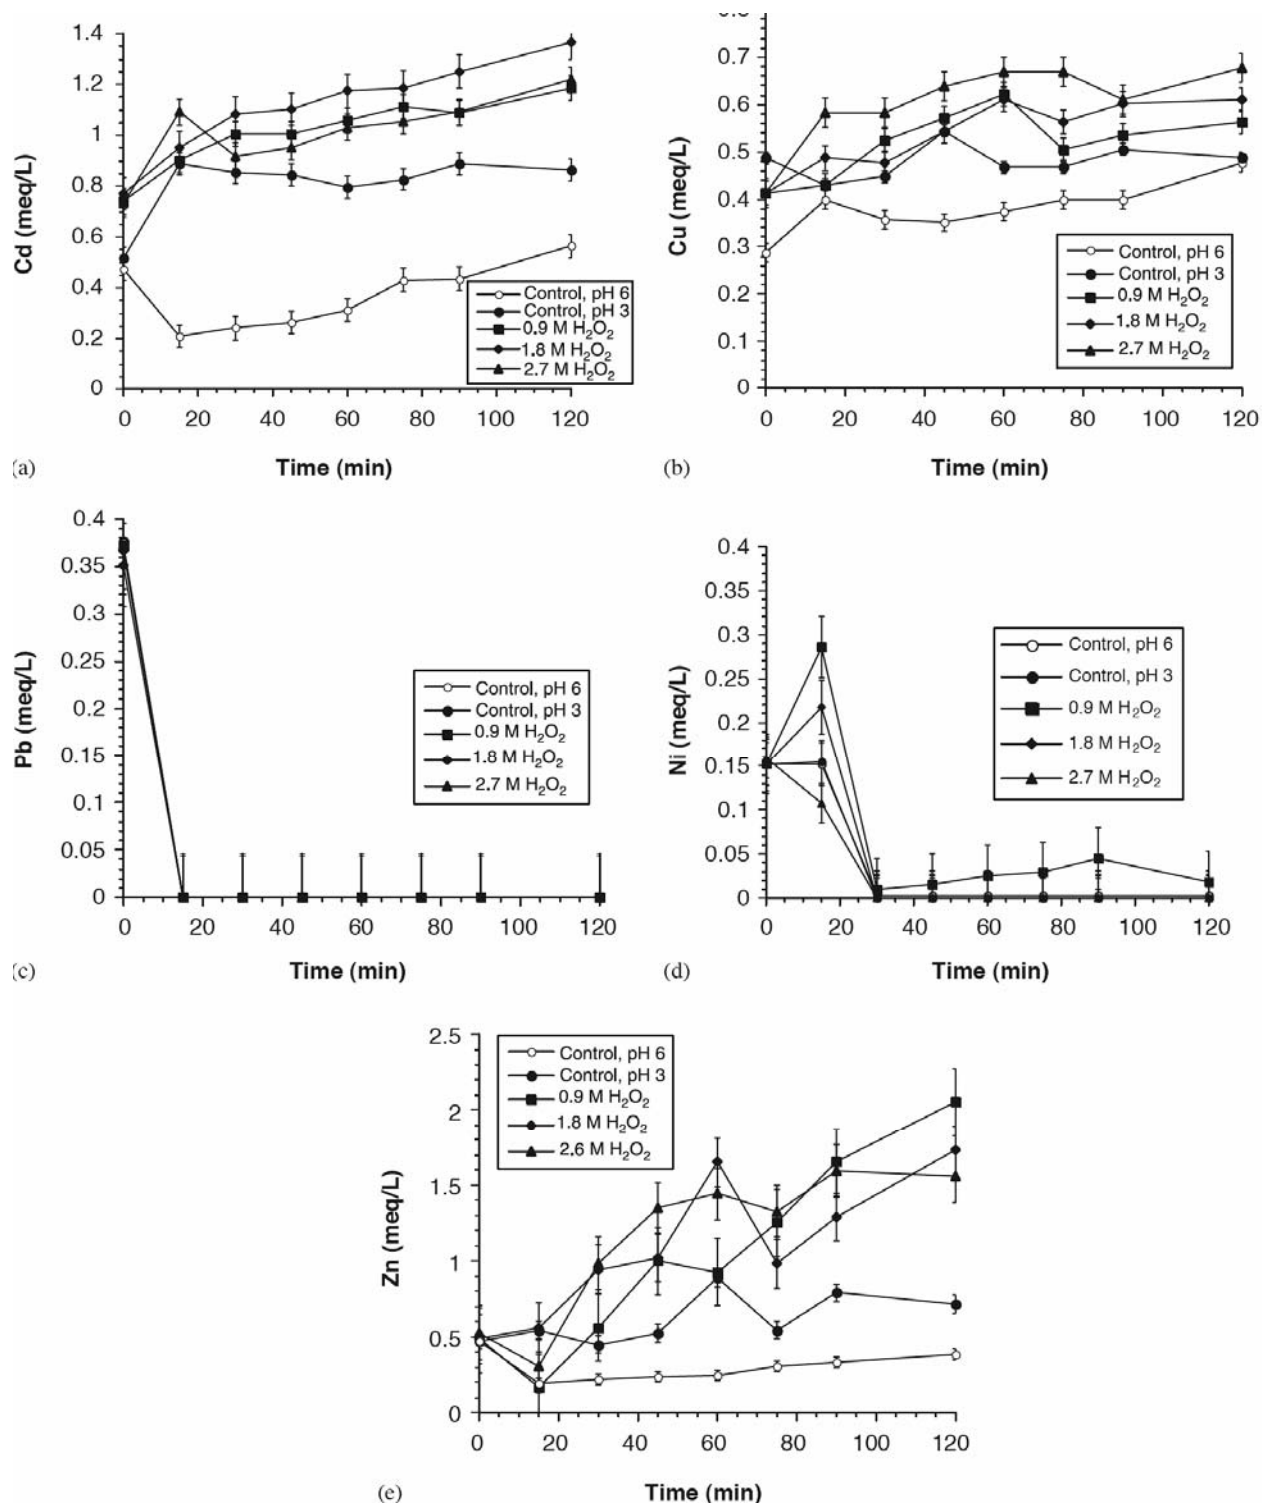 1.4
1.2
1
0.8
0.6
0.4
0.2
0
Cd (meq/L)
Control, pH 6
Control, pH 3
0.9 M H₂O₂
1.8 M H₂O₂
2.7 M H₂O₂
0 20 40 60 80 100 120
(a) Time (min)
0.8
0.7
0.6
0.5
0.4
0.3
0.2
0.1
0
Cu (meq/L)
Control, pH 6
Control, pH 3
0.9 M H₂O₂
1.8 M H₂O₂
2.7 M H₂O₂
0 20 40 60 80 100 120
(b) Time (min)
0.4
0.35
0.3
0.25
0.2
0.15
0.1
0.05
0
Pb (meq/L)
Control, pH 6
Control, pH 3
0.9 M H₂O₂
1.8 M H₂O₂
2.7 M H₂O₂
0 20 40 60 80 100 120
(c) Time (min)
0.4
0.35
0.3
0.25
0.2
0.15
0.1
0.05
0
Ni (meq/L)
Control, pH 6
Control, pH 3
0.9 M H₂O₂
1.8 M H₂O₂
2.7 M H₂O₂
0 20 40 60 80 100 120
(d) Time (min)
2.5
2
1.5
1
0.5
0
Zn (meq/L)
Control, pH 6
Control, pH 3
0.9 M H₂O₂
1.8 M H₂O₂
2.6 M H₂O₂
0 20 40 60 80 100 120
(e) Time (min)